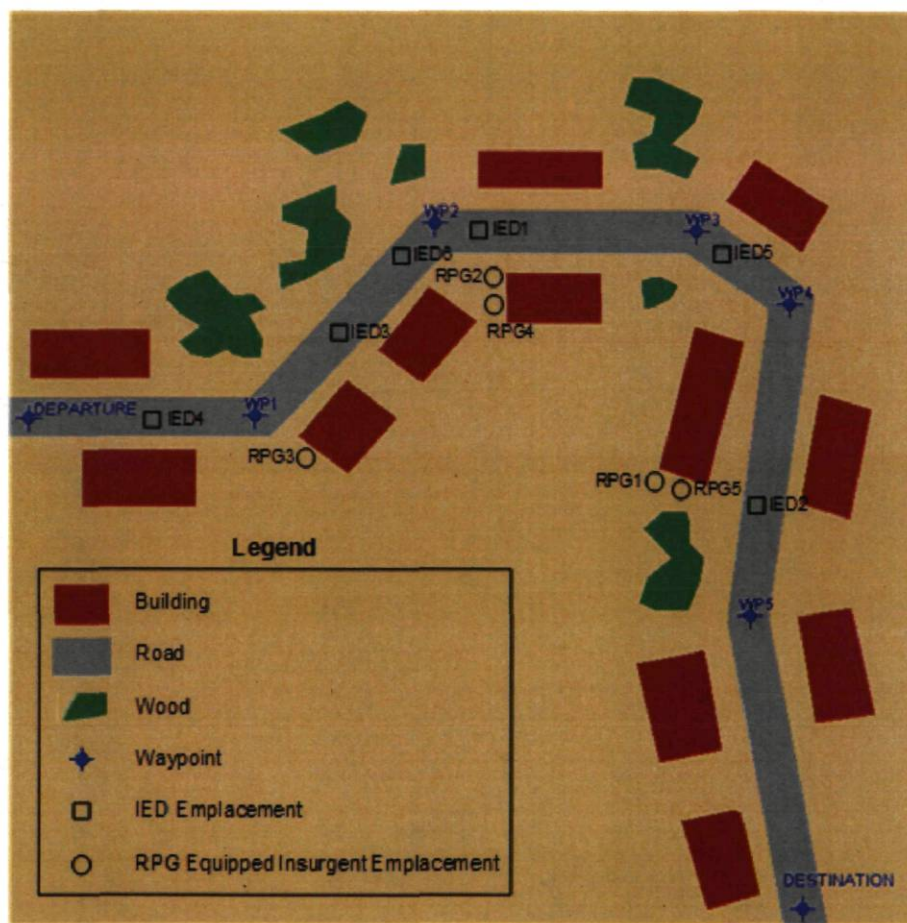 WP2
IED1
WP3
IED6
IED5
RPG2
WP4
RPG4
IED3
DEPARTURE
WP1
IED4
RPG3
RPG1
RPG5
IED2
Legend
Building
Road
WP5
Wood
Waypoint
IED Emplacement
RPG Equipped Insurgent Emplacement
DESTINATION